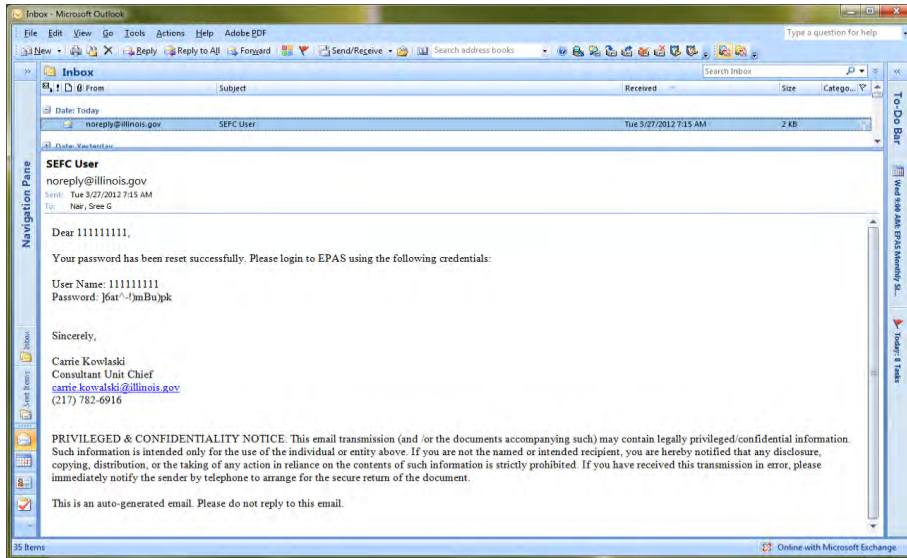 Inbox - Microsoft Outlook
File Edit View Go Tools Actions Help Adobe PDF Type a question for help
New Reply Reply to All Forward Send/Receive Search address books
Inbox Search Inbox
From Subject Received Size Catego...
Date: Today
noreply@illinois.gov SEFC User Tue 3/27/2012 7:15 AM 2 KB
Date: Yesterday
SEFC User
noreply@illinois.gov
Sent: Tue 3/27/2012 7:15 AM
To: Nair, Sree G
Dear 111111111,
Your password has been reset successfully. Please login to EPAS using the following credentials:
User Name: 111111111
Password: ]6at^-!)mBu)pk
Sincerely,
Carrie Kowlaski
Consultant Unit Chief
carrie.kowalski@illinois.gov
(217) 782-6916
PRIVILEGED & CONFIDENTIALITY NOTICE: This email transmission (and /or the documents accompanying such) may contain legally privileged/confidential information.
Such information is intended only for the use of the individual or entity above. If you are not the named or intended recipient, you are hereby notified that any disclosure,
copying, distribution, or the taking of any action in reliance on the contents of such information is strictly prohibited. If you have received this transmission in error, please
immediately notify the sender by telephone to arrange for the secure return of the document.
This is an auto-generated email. Please do not reply to this email.
Navigation Pane
Inbox
Sent Items
To-Do Bar
Wed 9:00 AM: EPAS Monthly St...
Today: 8 Tasks
35 Items Online with Microsoft Exchange